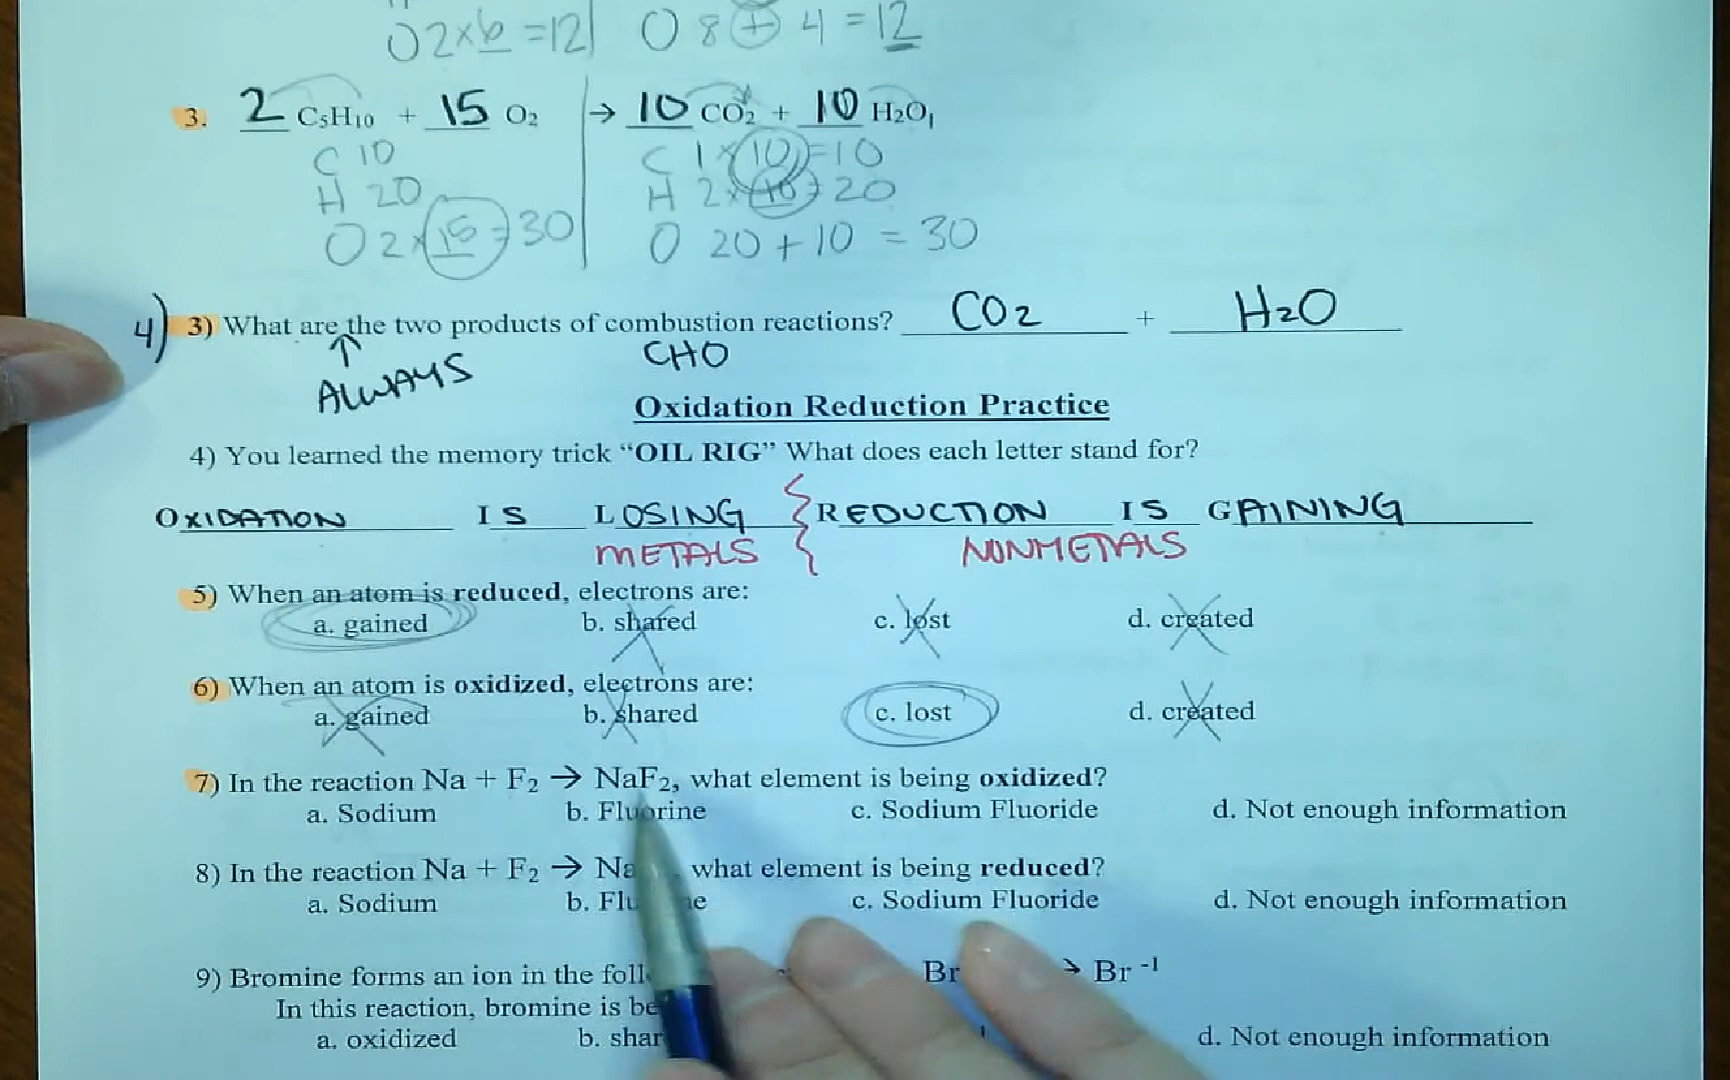 O 2×6 = 12 | O 8 + 4 = 12
3. 2 C5H10 + 15 O2 → 10 CO2 + 10 H2O1
C 10 C 1×10 = 10
H 20 H 2×10 = 20
O 2×15 = 30 O 20 + 10 = 30
4) 3) What are the two products of combustion reactions? CO2 + H2O
↑ ALWAYS CHO
Oxidation Reduction Practice
4) You learned the memory trick “OIL RIG” What does each letter stand for?
OXIDATION IS LOSING REDUCTION IS GAINING
METALS NONMETALS
5) When an atom is reduced, electrons are:
a. gained b. shared c. lost d. created
6) When an atom is oxidized, electrons are:
a. gained b. shared c. lost d. created
7) In the reaction Na + F2 → NaF2, what element is being oxidized?
a. Sodium b. Fluorine c. Sodium Fluoride d. Not enough information
8) In the reaction Na + F2 → Na what element is being reduced?
a. Sodium b. Flu e c. Sodium Fluoride d. Not enough information
9) Bromine forms an ion in the foll Br → Br -1
In this reaction, bromine is be
a. oxidized b. shar d. Not enough information